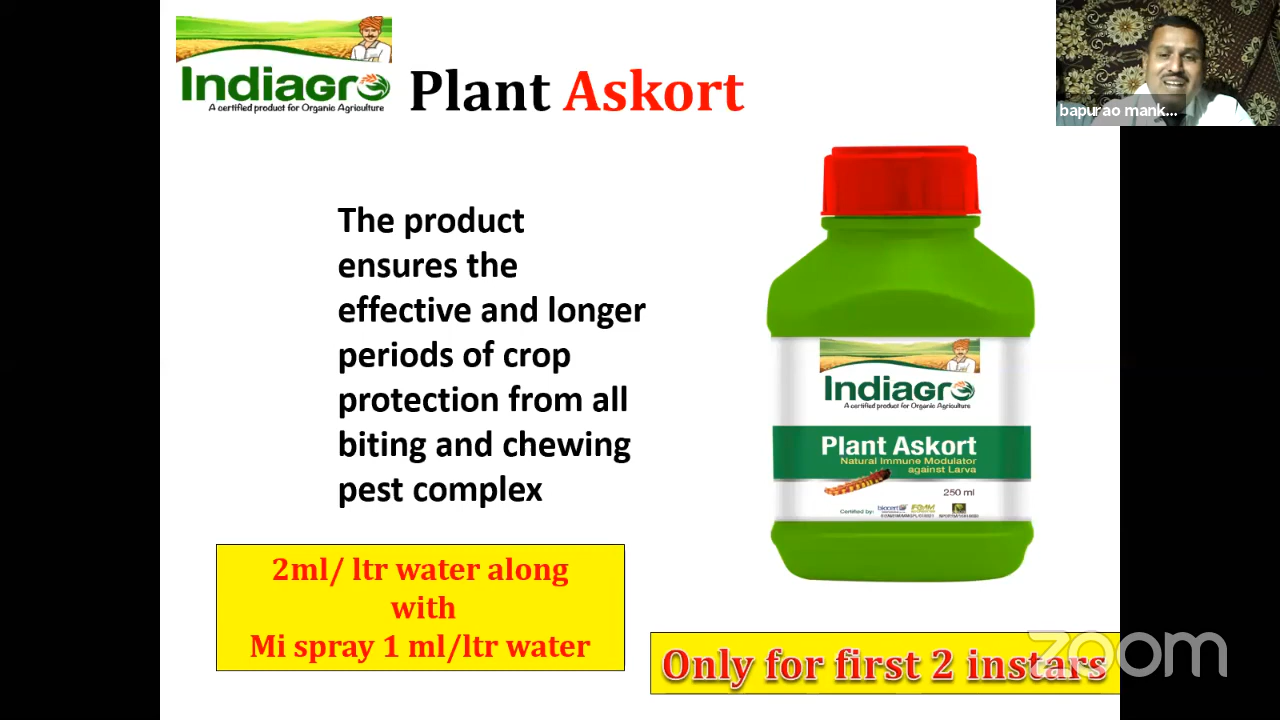 Indiagro
A certified product for Organic Agriculture
Plant Askort
bapurao mank...
The product
ensures the
effective and longer
periods of crop
protection from all
biting and chewing
pest complex
2ml/ ltr water along
with
Mi spray 1 ml/ltr water
Indiagro
A certified product for Organic Agriculture
Plant Askort
Natural Immune Modulator
against Larva
250 ml
Certified by:
biocert
Only for first 2 instars
zoom